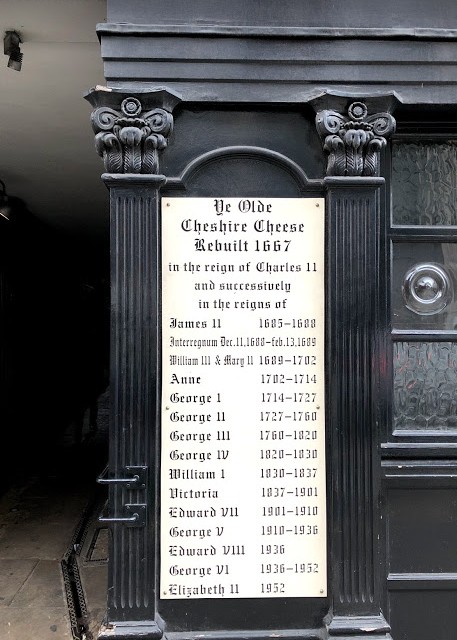 Ye Olde
Cheshire Cheese
Rebuilt 1667
in the reign of Charles 11
and successively
in the reigns of
James 11 1685-1688
Interregnum Dec.11,1688-feb.13,1689
William 111 & Mary 11 1689-1702
Anne 1702-1714
George 1 1714-1727
George 11 1727-1760
George 111 1760-1820
George 1V 1820-1830
William 1 1830-1837
Victoria 1837-1901
Edward V11 1901-1910
George V 1910-1936
Edward V111 1936
George V1 1936-1952
Elizabeth 11 1952